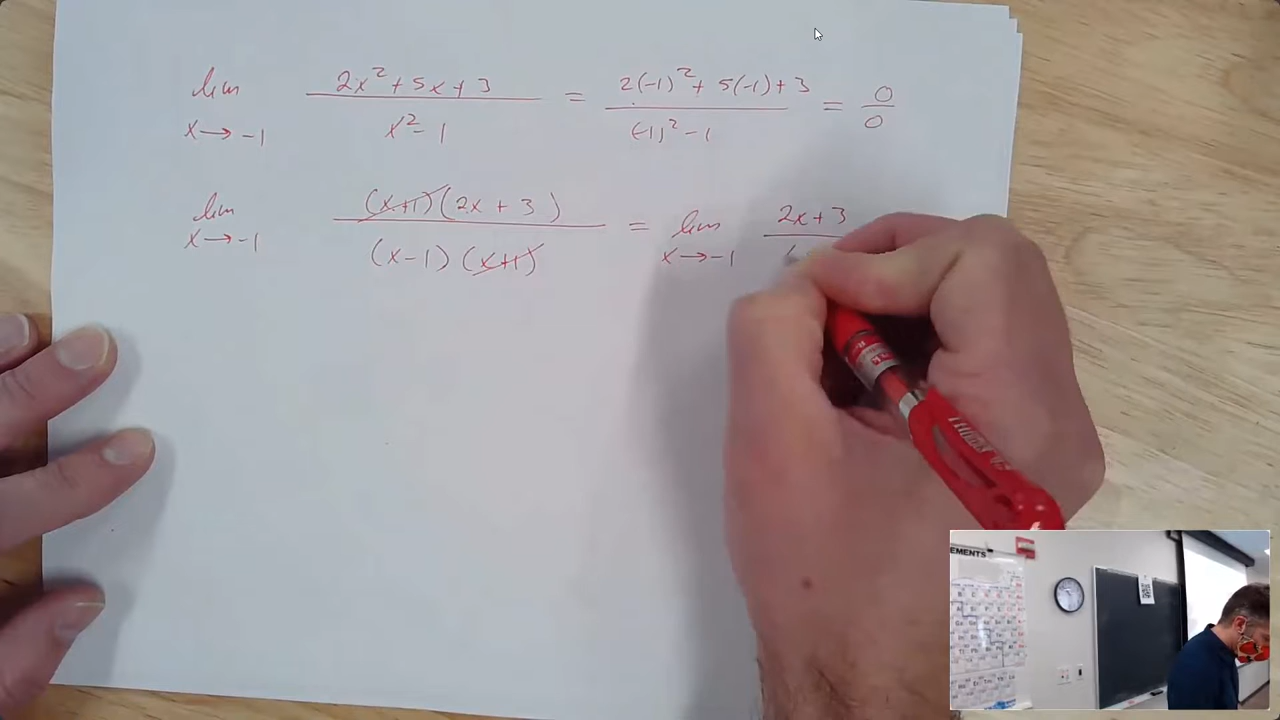 lim 2x² + 5x + 3 = 2(-1)² + 5(-1) + 3 = 0
x → -1 x² - 1 (-1)² - 1 0
lim (x+1)(2x + 3) = lim 2x + 3
x → -1 (x-1)(x+1) x → -1
EMENTS